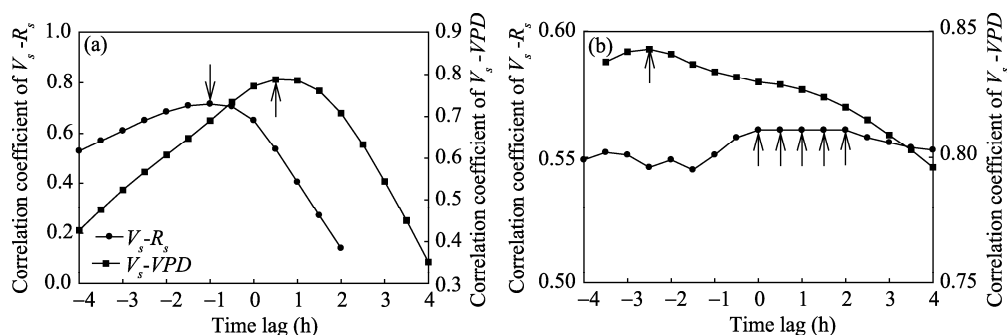 (a)
Correlation coefficient of Vs-Rs
1.0
0.8
0.6
0.4
0.2
0.0
Vs-Rs
Vs-VPD
−4 −3 −2 −1 0 1 2 3 4
Time lag (h)
0.9
0.8
0.7
0.6
0.5
0.4
0.3
Correlation coefficient of Vs-VPD
(b)
Correlation coefficient of Vs-Rs
0.60
0.55
0.50
−4 −3 −2 −1 0 1 2 3 4
Time lag (h)
0.85
0.80
0.75
Correlation coefficient of Vs-VPD